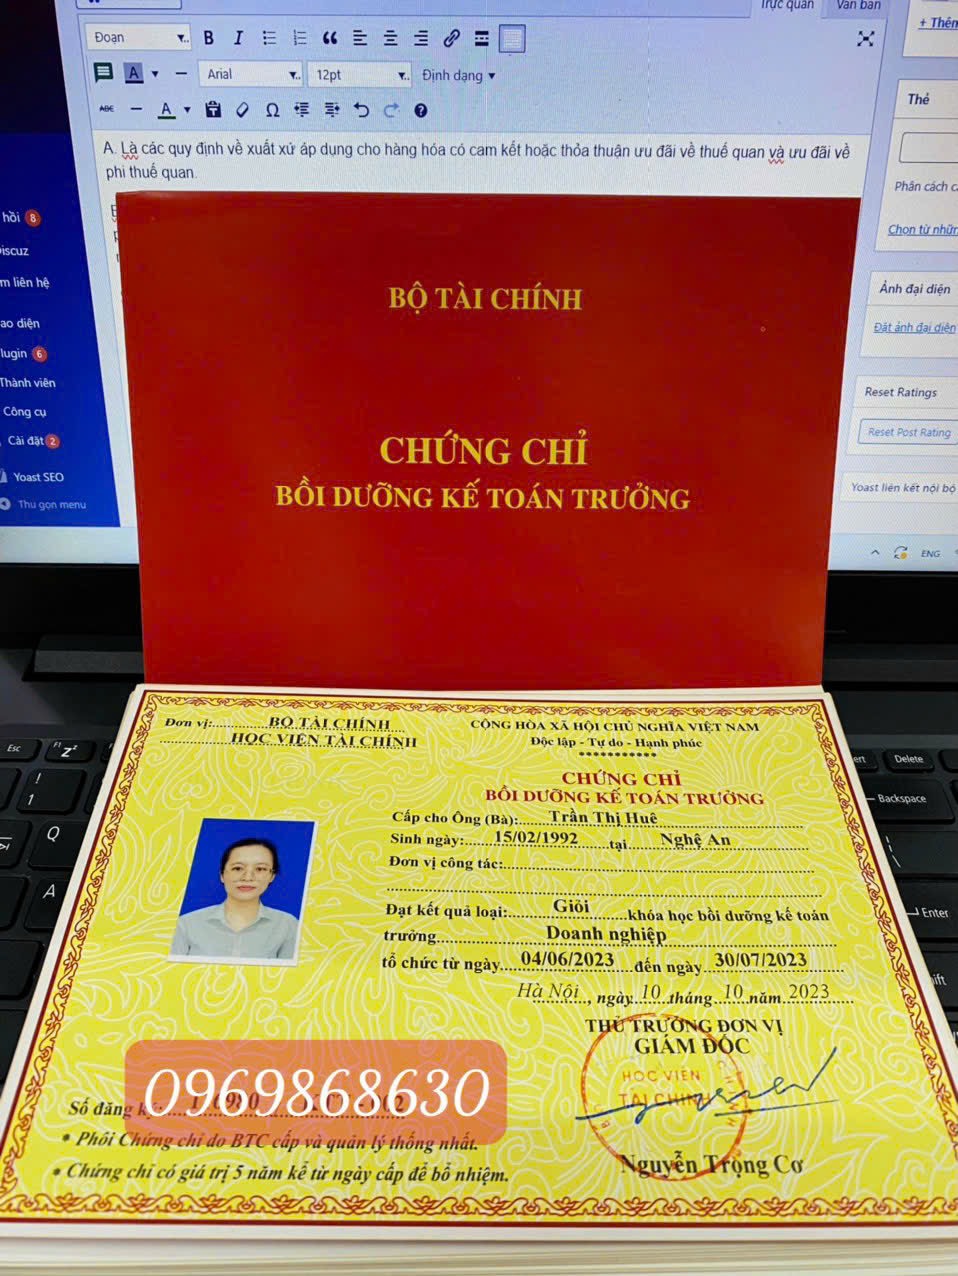 Trực quan
Văn bản
Đoạn
Arial
12pt
Định dạng
A. Là các quy định về xuất xứ áp dụng cho hàng hóa có cam kết hoặc thỏa thuận ưu đãi về thuế quan và ưu đãi về
phi thuế quan.
hồi 8
iscuz
m liên hệ
ao diện
lugin 6
Thành viên
Công cụ
Cài đặt 2
Yoast SEO
Thu gọn menu
+ Thêm
Thẻ
Phân cách
Chọn từ những
Ảnh đại diện
Đặt ảnh đại diện
Reset Ratings
Reset Post Rating
Yoast liên kết nội bộ
ENG
BỘ TÀI CHÍNH
CHỨNG CHỈ
BỒI DƯỠNG KẾ TOÁN TRƯỞNG
Đơn vị: BỘ TÀI CHÍNH
HỌC VIỆN TÀI CHÍNH
CỘNG HÒA XÃ HỘI CHỦ NGHĨA VIỆT NAM
Độc lập - Tự do - Hạnh phúc
***********
CHỨNG CHỈ
BỒI DƯỠNG KẾ TOÁN TRƯỞNG
Cấp cho Ông (Bà): Trần Thị Huê
Sinh ngày: 15/02/1992 tại Nghệ An
Đơn vị công tác:
Đạt kết quả loại: Giỏi khóa học bồi dưỡng kế toán
trưởng Doanh nghiệp
tổ chức từ ngày 04/06/2023 đến ngày 30/07/2023
Hà Nội, ngày 10 tháng 10 năm 2023
THỦ TRƯỞNG ĐƠN VỊ
GIÁM ĐỐC
HỌC VIỆN
TÀI CHÍNH
Nguyễn Trọng Cơ
0969868630
Số đăng ký:
* Phôi Chứng chỉ do BTC cấp và quản lý thống nhất.
* Chứng chỉ có giá trị 5 năm kể từ ngày cấp để bổ nhiệm.
Esc
F1
Z
!
1
Q
A
ert
Delete
Backspace
Enter
ift